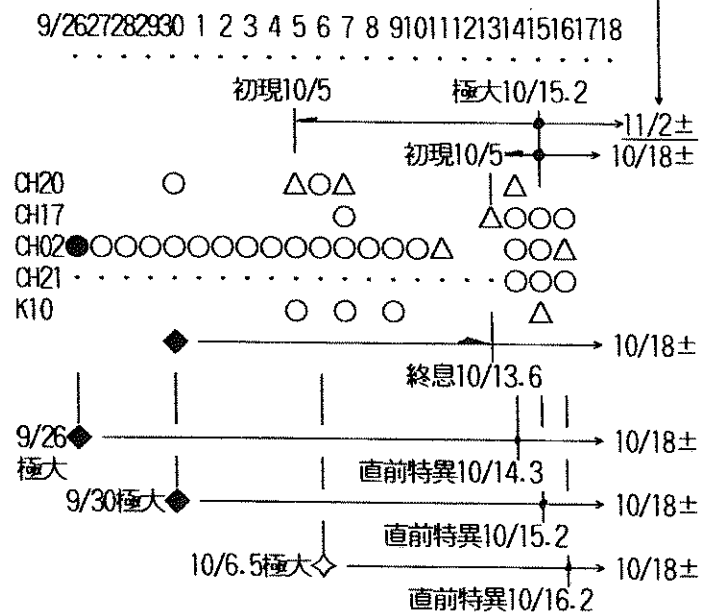 9/2627282930 1 2 3 4 5 6 7 8 9101112131415161718
初現10/5 極大10/15.2
11/2±
初現10/5 10/18±
CH20
CH17
CH02
CH21
K10
10/18±
終息10/13.6
9/26
極大
10/18±
直前特異10/14.3
9/30極大 10/18±
直前特異10/15.2
10/6.5極大 10/18±
直前特異10/16.2